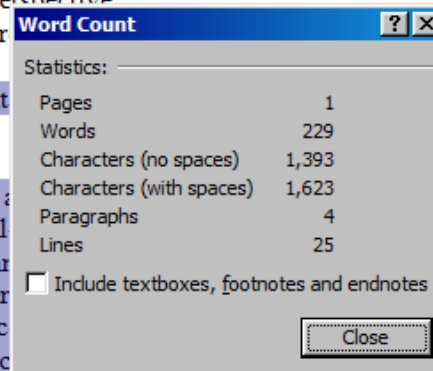 Word Count
Statistics:
Pages 1
Words 229
Characters (no spaces) 1,393
Characters (with spaces) 1,623
Paragraphs 4
Lines 25
Include textboxes, footnotes and endnotes
Close